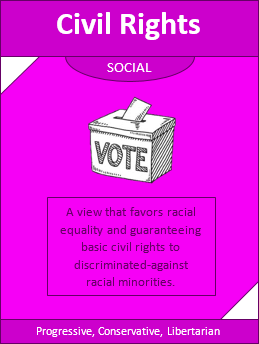 Civil Rights
SOCIAL
VOTE
A view that favors racial
equality and guaranteeing
basic civil rights to
discriminated-against
racial minorities.
Progressive, Conservative, Libertarian